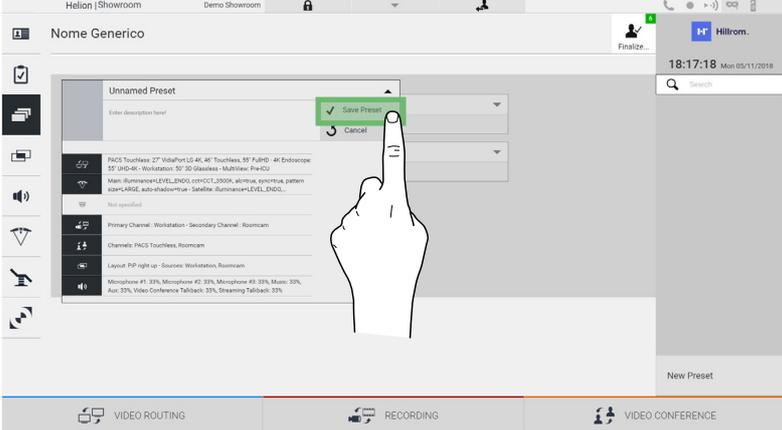 Helion | Showroom
Demo Showroom
Nome Generico
6
Finalize...
Hillrom.
18:17:18 Mon 05/11/2018
Search
Unnamed Preset
Enter description here!
Save Preset
Cancel
PACS Touchless: 27" VidiaPort LG 4K, 46" Touchless, 55" FullHD - 4K Endoscope:
55" UHD-4K - Workstation: 50" 3D Glassless - MultiView: Pre-ICU
Main: illuminance=LEVEL_ENDO, cct=CCT_3500K, alc=true, sync=true, pattern
size=LARGE, auto-shadow=true - Satellite: illuminance=LEVEL_ENDO,...
Not specified
Primary Channel : Workstation - Secondary Channel : Roomcam
Channels: PACS Touchless, Roomcam
Layout: PiP right up - Sources: Workstation, Roomcam
Microphone #1: 33%, Microphone #2: 33%, Microphone #3: 33%, Music: 33%,
Aux: 33%, Video Conference Talkback: 33%, Streaming Talkback: 33%
New Preset
VIDEO ROUTING
RECORDING
VIDEO CONFERENCE